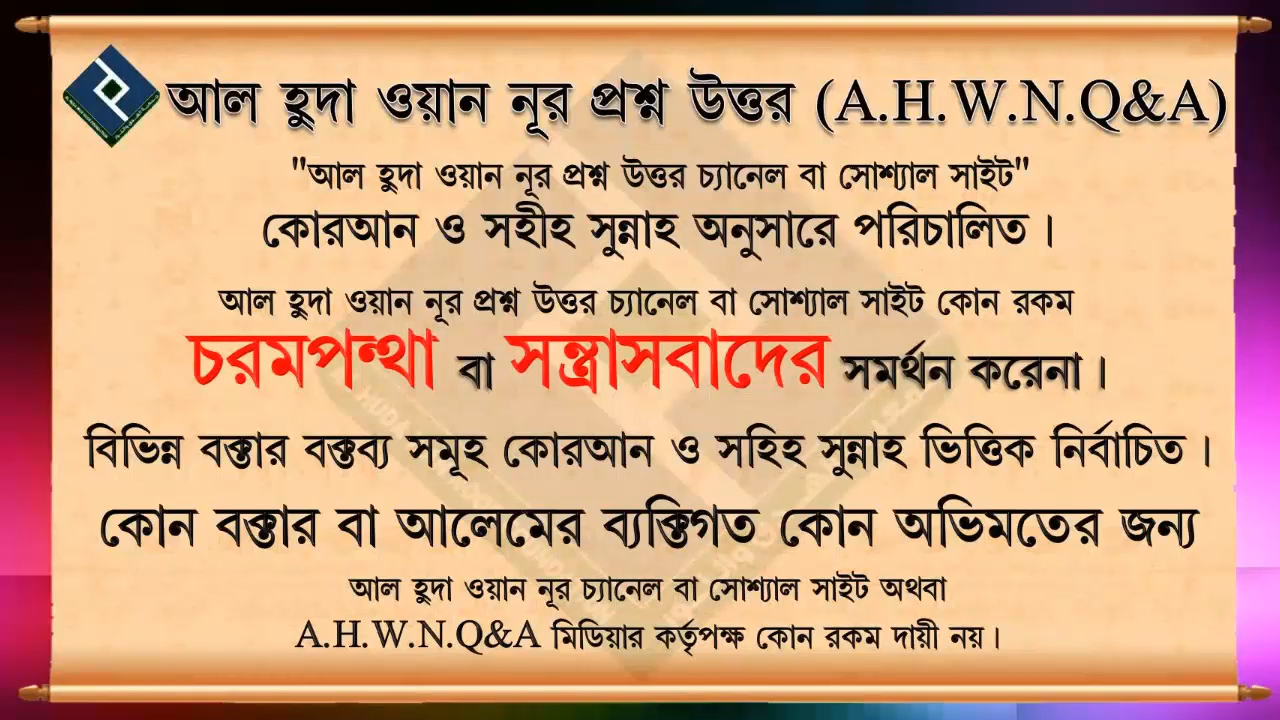 আল হুদা ওয়ান নূর প্রশ্ন উত্তর (A.H.W.N.Q&A)
"আল হুদা ওয়ান নূর প্রশ্ন উত্তর চ্যানেল বা সোশ্যাল সাইট"
কোরআন ও সহীহ সুন্নাহ অনুসারে পরিচালিত।
আল হুদা ওয়ান নূর প্রশ্ন উত্তর চ্যানেল বা সোশ্যাল সাইট কোন রকম
চরমপন্থা বা সন্ত্রাসবাদের সমর্থন করেনা।
বিভিন্ন বক্তার বক্তব্য সমূহ কোরআন ও সহিহ সুন্নাহ ভিত্তিক নির্বাচিত।
কোন বক্তার বা আলেমের ব্যক্তিগত কোন অভিমতের জন্য
আল হুদা ওয়ান নূর চ্যানেল বা সোশ্যাল সাইট অথবা
A.H.W.N.Q&A মিডিয়ার কর্তৃপক্ষ কোন রকম দায়ী নয়।